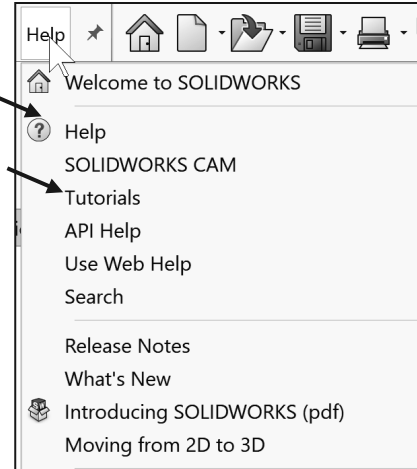 Help
Welcome to SOLIDWORKS
Help
SOLIDWORKS CAM
Tutorials
API Help
Use Web Help
Search
Release Notes
What's New
Introducing SOLIDWORKS (pdf)
Moving from 2D to 3D